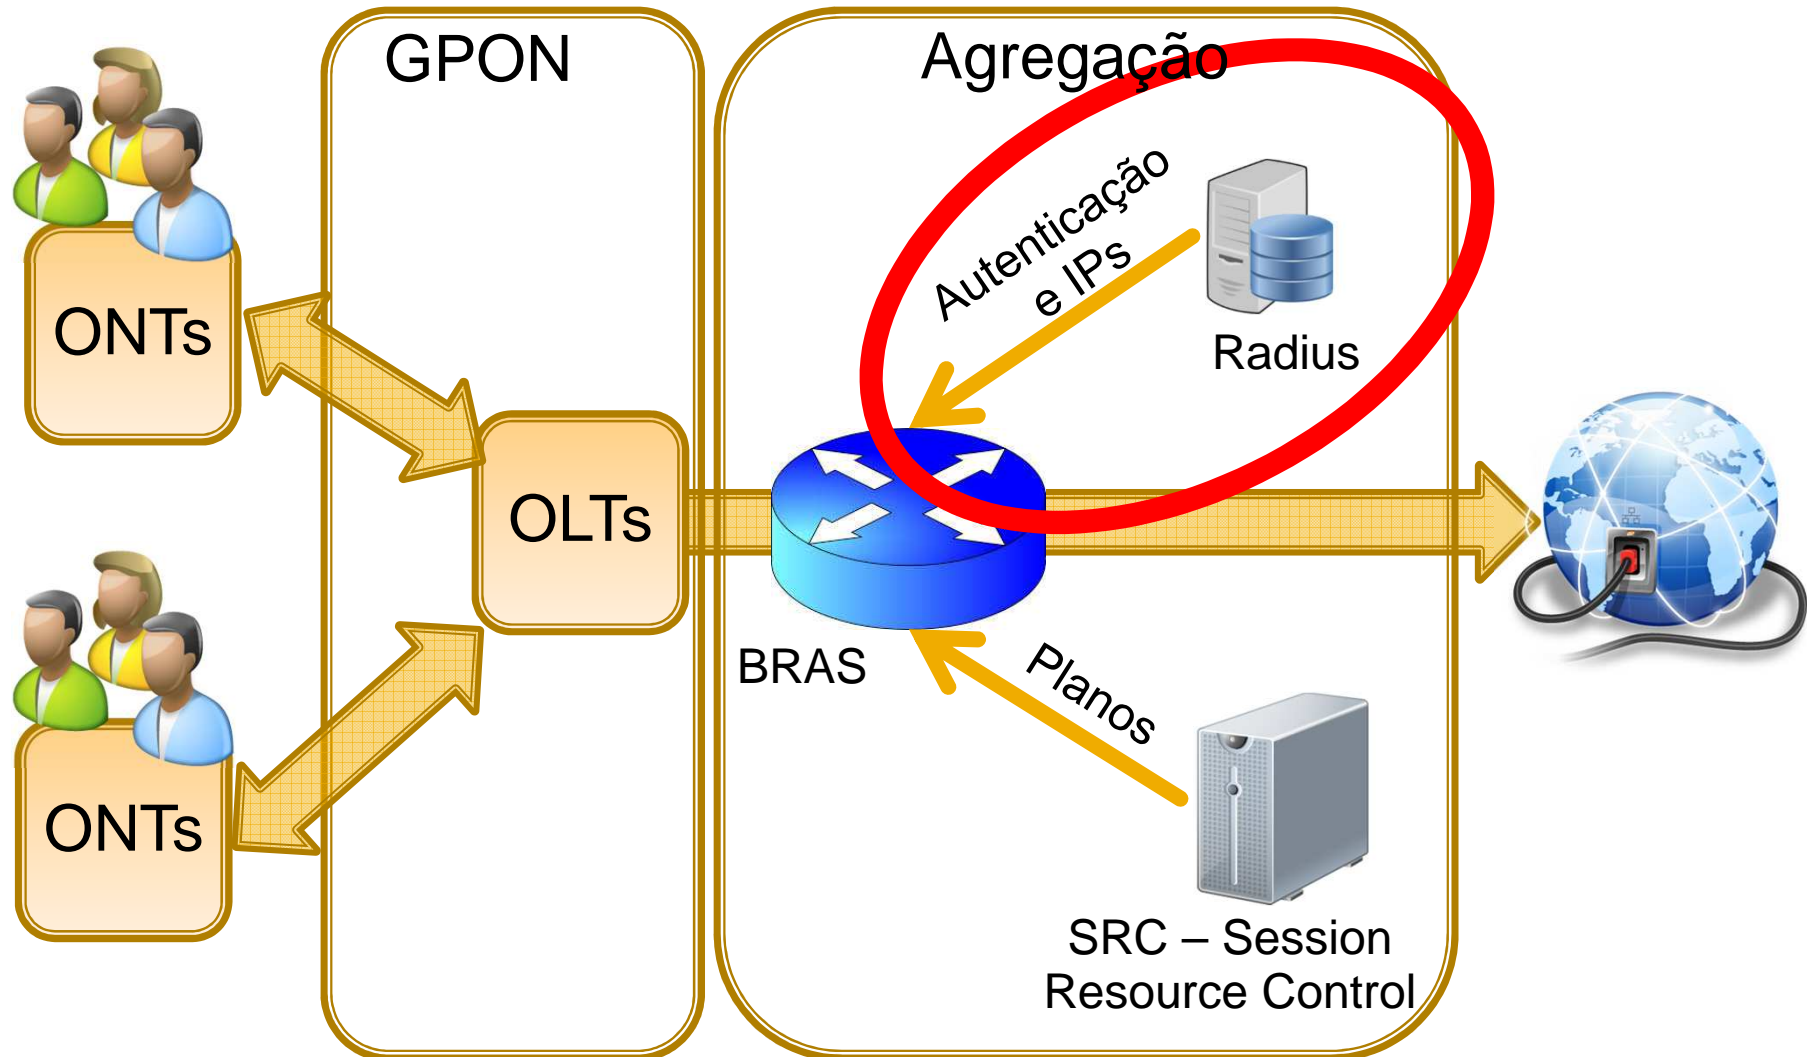 GPON
Agregação
Autenticação
e IPs
Radius
ONTs
OLTs
BRAS
Planos
ONTs
SRC – Session
Resource Control